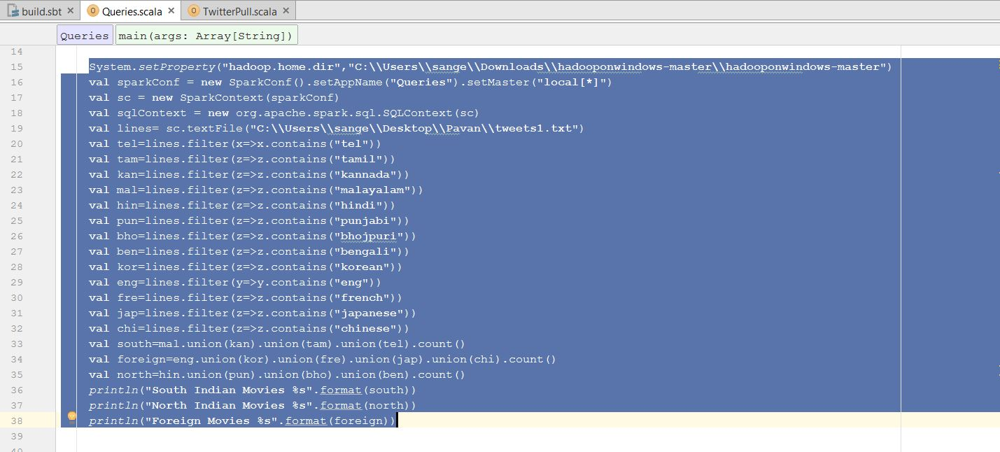 build.sbt × Queries.scala × TwitterPull.scala ×
Queries main(args: Array[String])
14
15 System.setProperty("hadoop.home.dir","C:\\Users\\sange\\Downloads\\hadooponwindows-master\\hadooponwindows-master")
16 val sparkConf = new SparkConf().setAppName("Queries").setMaster("local[*]")
17 val sc = new SparkContext(sparkConf)
18 val sqlContext = new org.apache.spark.sql.SQLContext(sc)
19 val lines= sc.textFile("C:\\Users\\sange\\Desktop\\Pavan\\tweets1.txt")
20 val tel=lines.filter(x=>x.contains("tel"))
21 val tam=lines.filter(z=>z.contains("tamil"))
22 val kan=lines.filter(z=>z.contains("kannada"))
23 val mal=lines.filter(z=>z.contains("malayalam"))
24 val hin=lines.filter(z=>z.contains("hindi"))
25 val pun=lines.filter(z=>z.contains("punjabi"))
26 val bho=lines.filter(z=>z.contains("bhojpuri"))
27 val ben=lines.filter(z=>z.contains("bengali"))
28 val kor=lines.filter(z=>z.contains("korean"))
29 val eng=lines.filter(y=>y.contains("eng"))
30 val fre=lines.filter(z=>z.contains("french"))
31 val jap=lines.filter(z=>z.contains("japanese"))
32 val chi=lines.filter(z=>z.contains("chinese"))
33 val south=mal.union(kan).union(tam).union(tel).count()
34 val foreign=eng.union(kor).union(fre).union(jap).union(chi).count()
35 val north=hin.union(pun).union(bho).union(ben).count()
36 println("South Indian Movies %s".format(south))
37 println("North Indian Movies %s".format(north))
38 println("Foreign Movies %s".format(foreign))
39
40